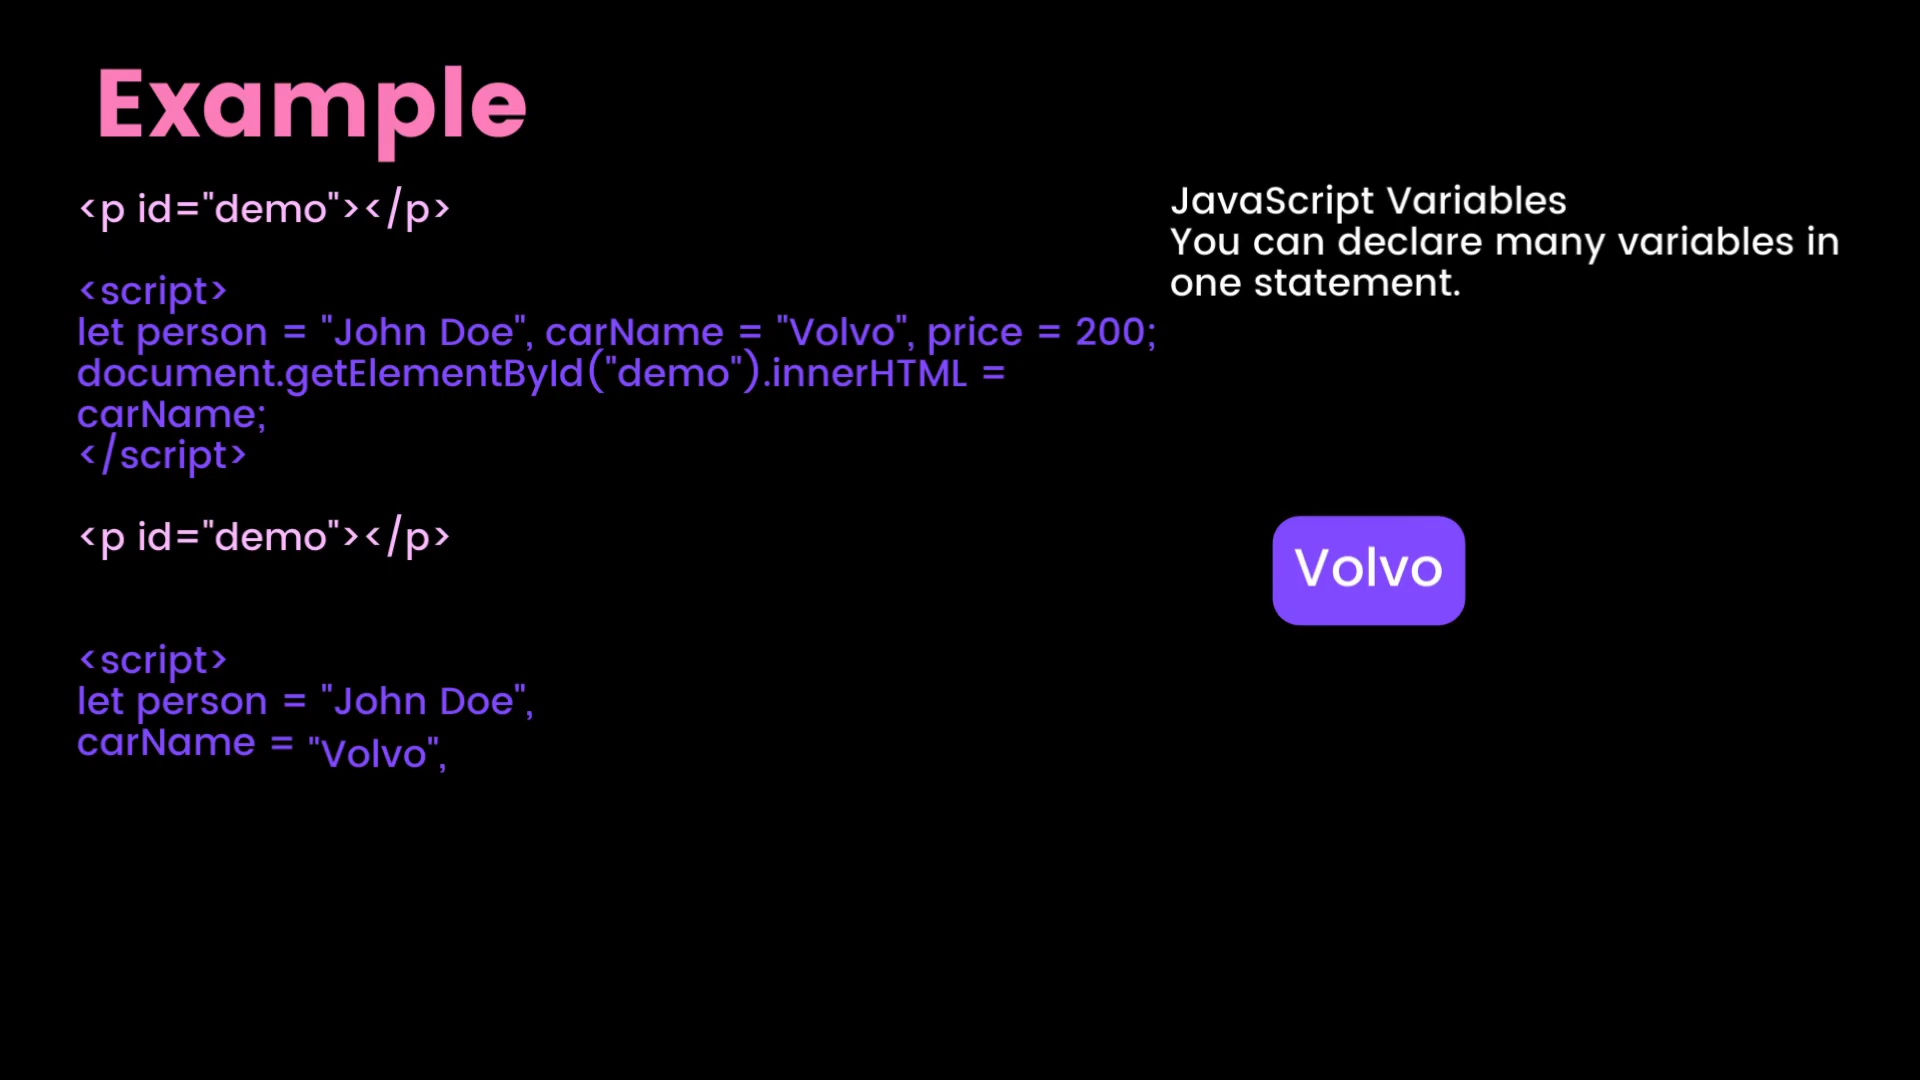 Example
<p id="demo"></p>
<script>
let person = "John Doe", carName = "Volvo", price = 200;
document.getElementById("demo").innerHTML =
carName;
</script>
<p id="demo"></p>
<script>
let person = "John Doe",
carName = "Volvo",
JavaScript Variables
You can declare many variables in
one statement.
Volvo